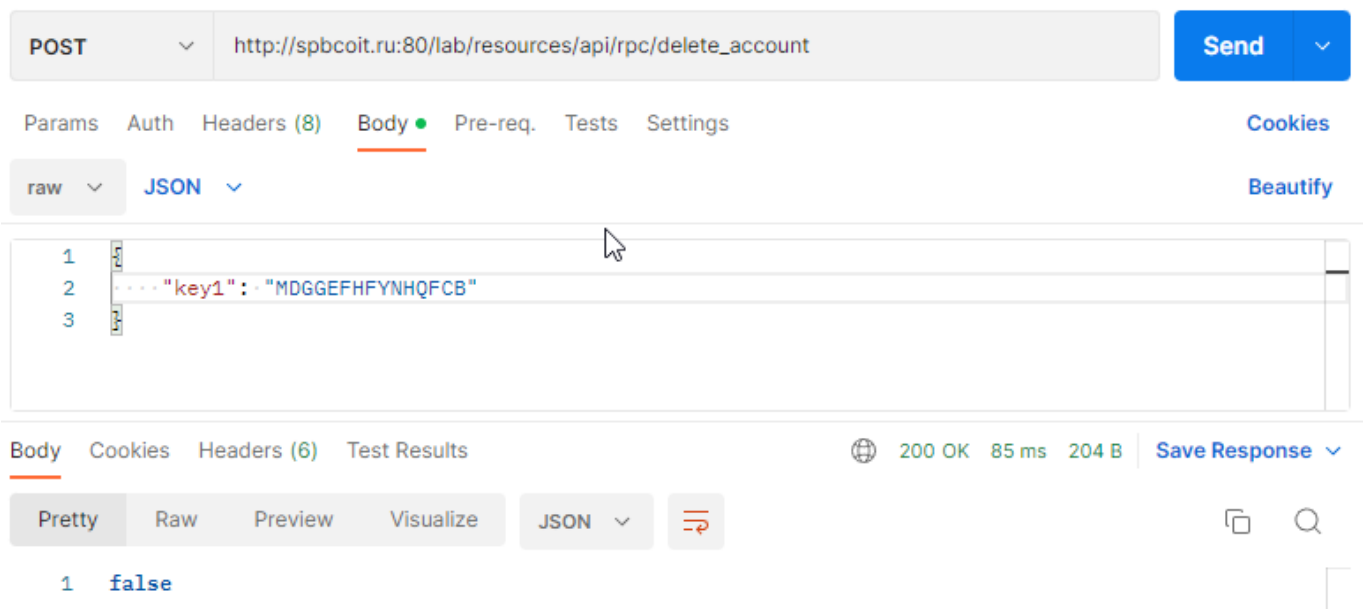 POST http://spbcoit.ru:80/lab/resources/api/rpc/delete_account Send
Params Auth Headers (8) Body Pre-req. Tests Settings Cookies
raw JSON Beautify
1 {
2 "key1": "MDGGEFHFYNHQFCB"
3 }
Body Cookies Headers (6) Test Results 200 OK 85 ms 204 B Save Response
Pretty Raw Preview Visualize JSON
1 false